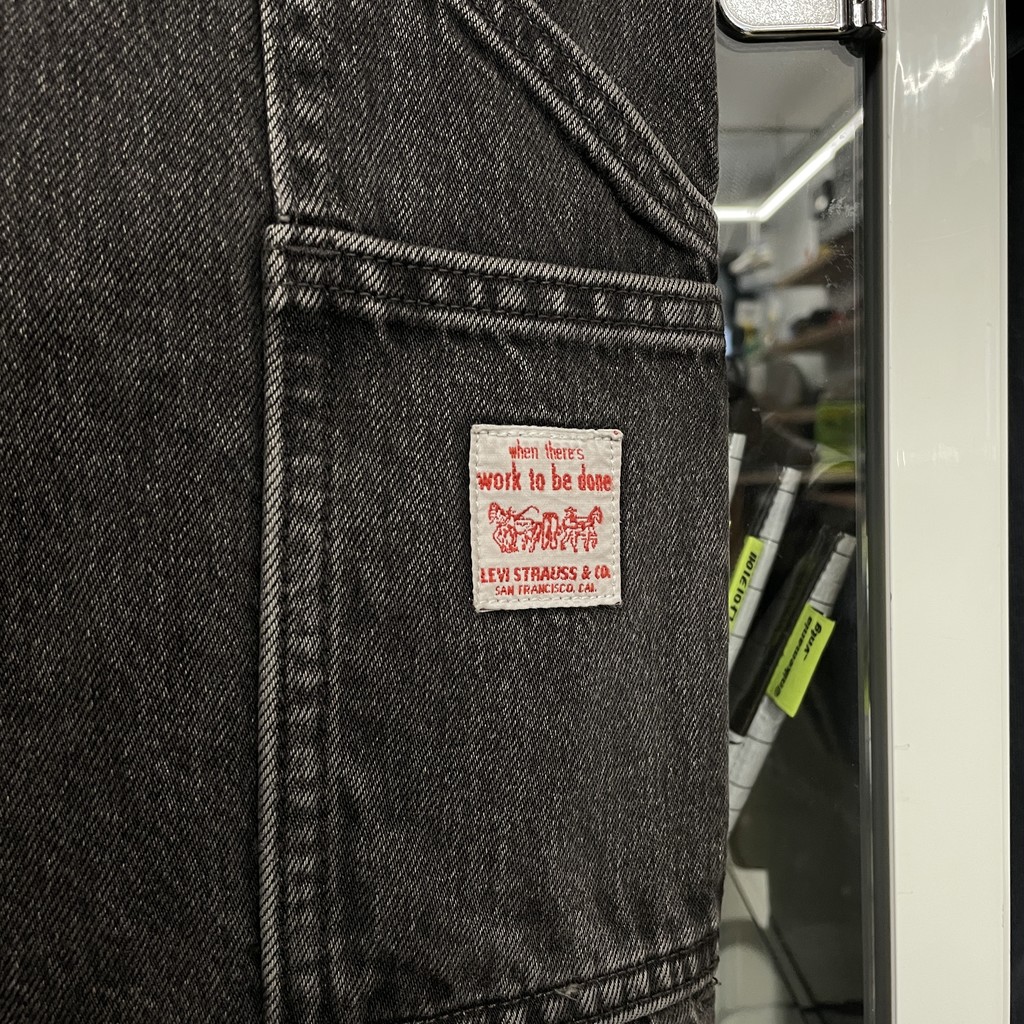 when there's
work to be done
LEVI STRAUSS & CO.
SAN FRANCISCO, CAL.